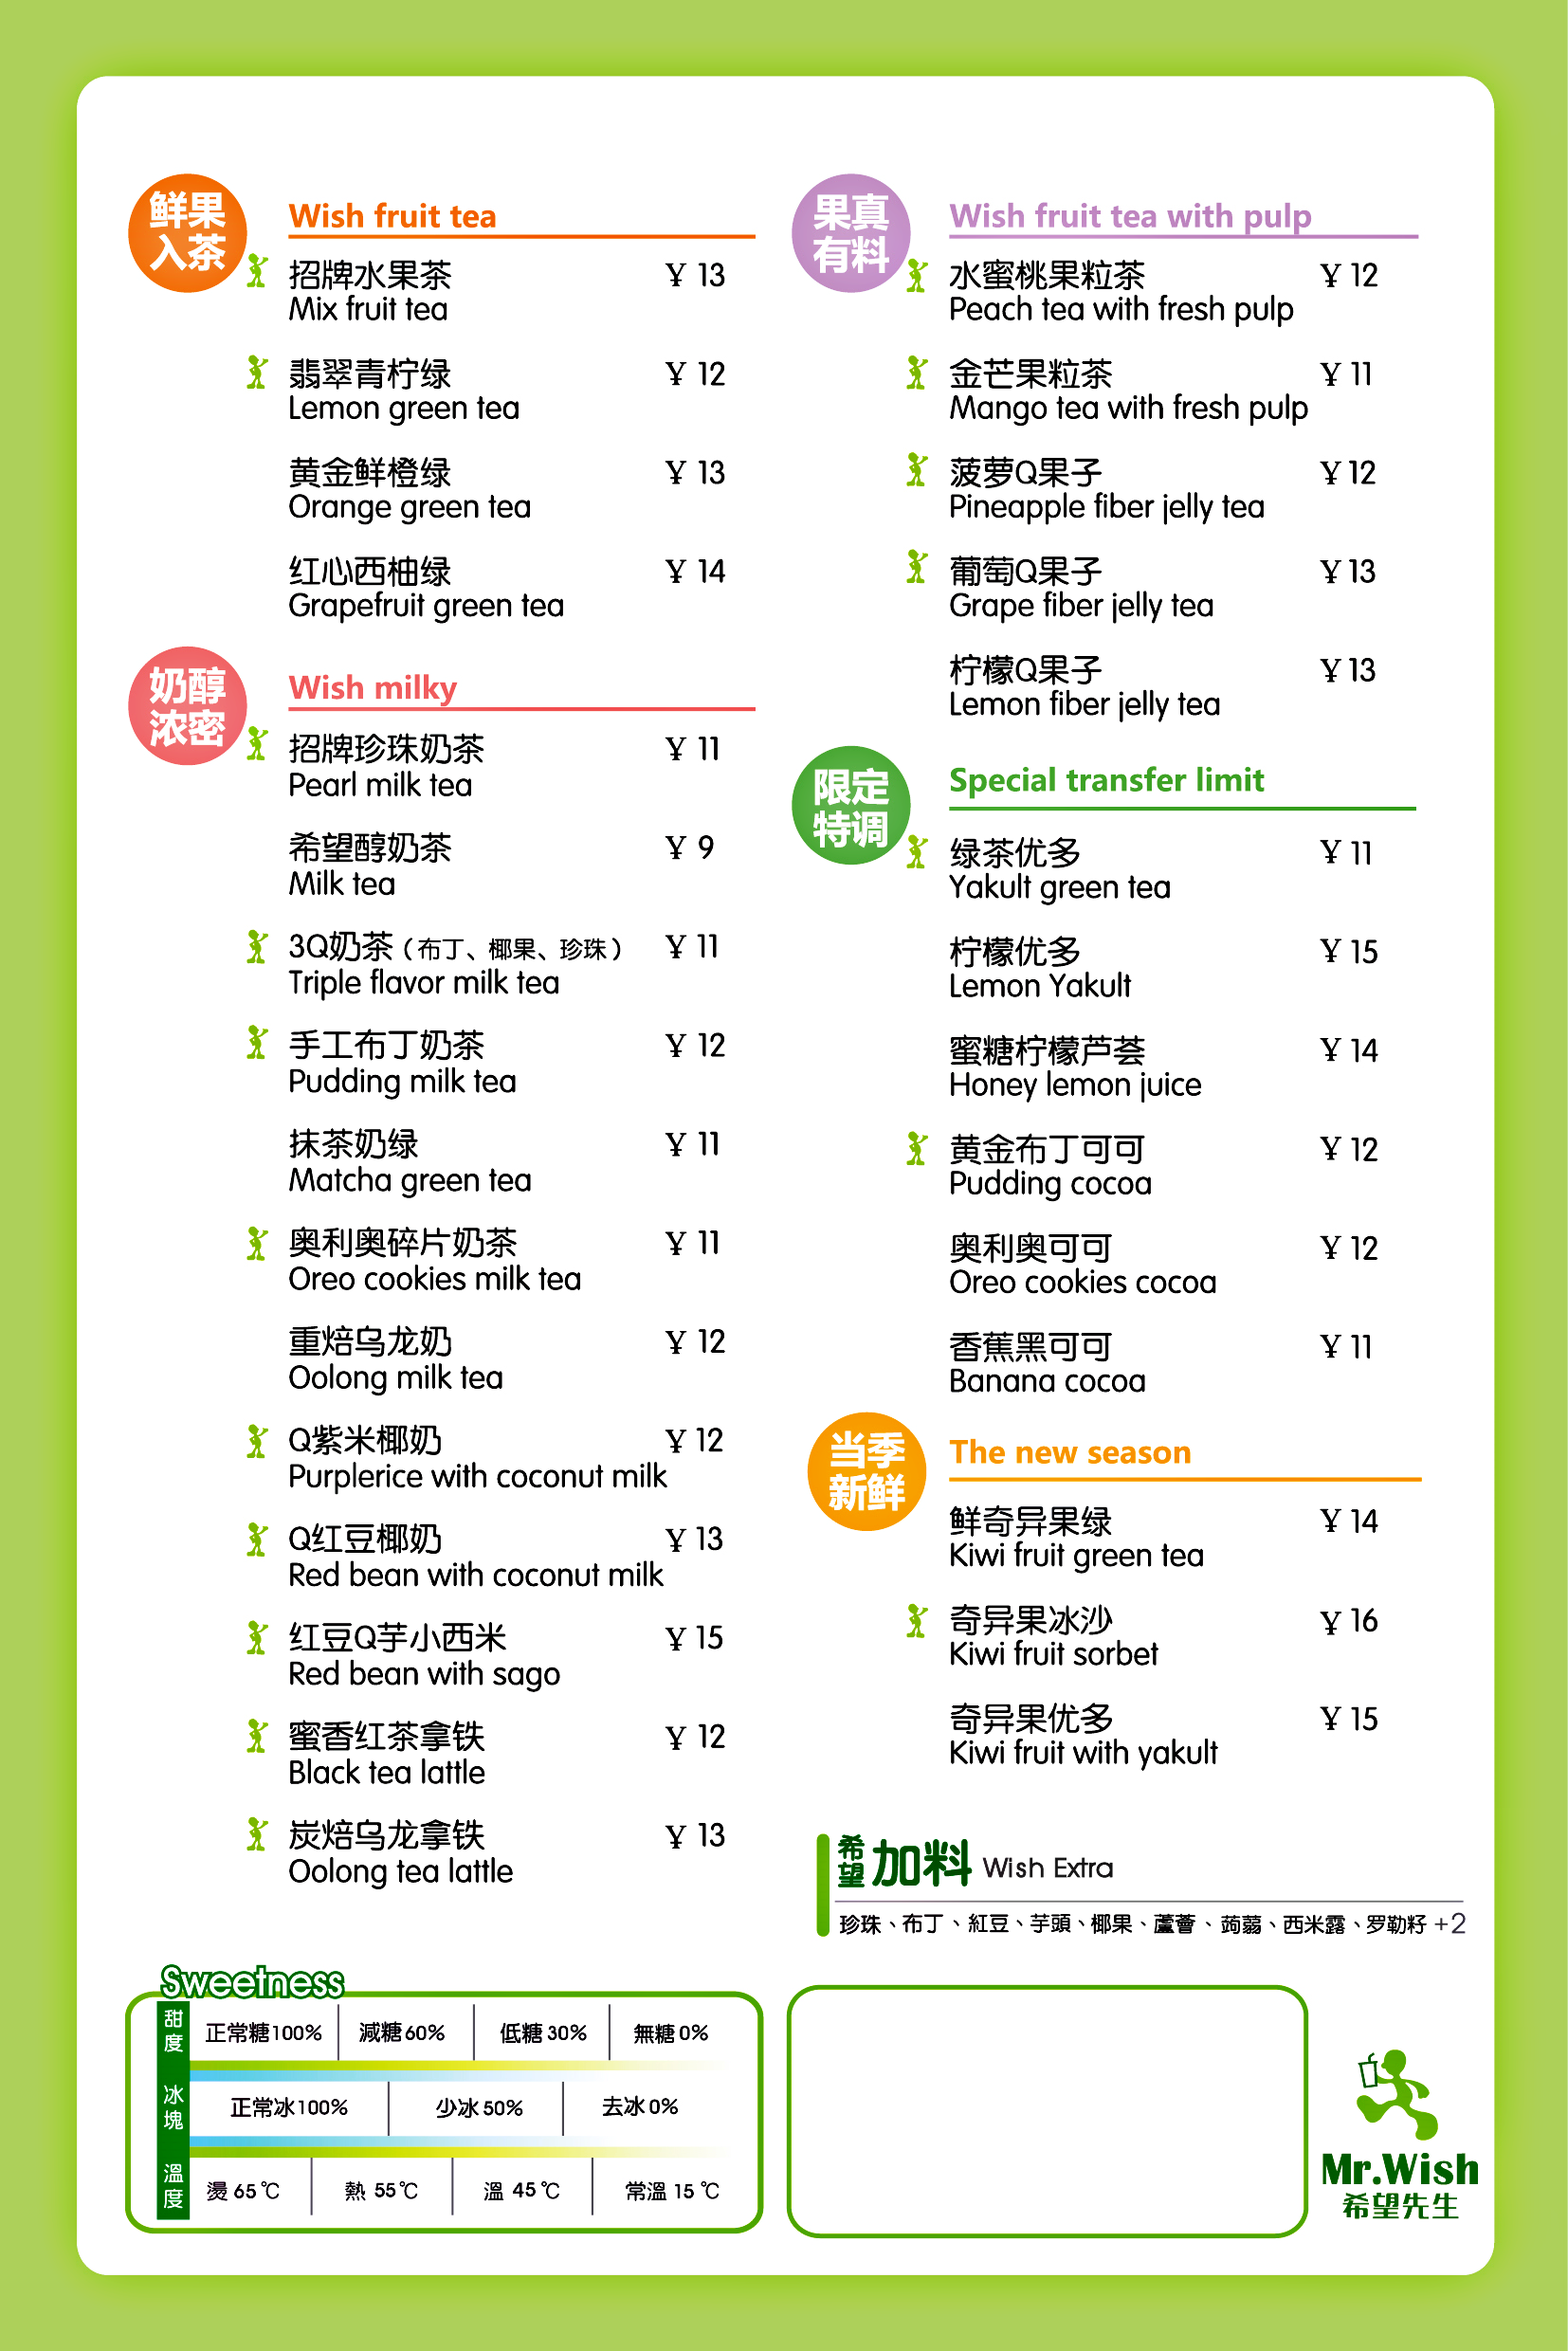 鲜果
入茶
Wish fruit tea
招牌水果茶 ¥ 13
Mix fruit tea
翡翠青柠绿 ¥ 12
Lemon green tea
黄金鲜橙绿 ¥ 13
Orange green tea
红心西柚绿 ¥ 14
Grapefruit green tea
奶醇
浓密
Wish milky
招牌珍珠奶茶 ¥ 11
Pearl milk tea
希望醇奶茶 ¥ 9
Milk tea
3Q奶茶（布丁、椰果、珍珠） ¥ 11
Triple flavor milk tea
手工布丁奶茶 ¥ 12
Pudding milk tea
抹茶奶绿 ¥ 11
Matcha green tea
奥利奥碎片奶茶 ¥ 11
Oreo cookies milk tea
重焙乌龙奶 ¥ 12
Oolong milk tea
Q紫米椰奶 ¥ 12
Purplerice with coconut milk
Q红豆椰奶 ¥ 13
Red bean with coconut milk
红豆Q芋小西米 ¥ 15
Red bean with sago
蜜香红茶拿铁 ¥ 12
Black tea lattle
炭焙乌龙拿铁 ¥ 13
Oolong tea lattle
果真
有料
Wish fruit tea with pulp
水蜜桃果粒茶 ¥ 12
Peach tea with fresh pulp
金芒果粒茶 ¥ 11
Mango tea with fresh pulp
菠萝Q果子 ¥ 12
Pineapple fiber jelly tea
葡萄Q果子 ¥ 13
Grape fiber jelly tea
柠檬Q果子 ¥ 13
Lemon fiber jelly tea
限定
特调
Special transfer limit
绿茶优多 ¥ 11
Yakult green tea
柠檬优多 ¥ 15
Lemon Yakult
蜜糖柠檬芦荟 ¥ 14
Honey lemon juice
黄金布丁可可 ¥ 12
Pudding cocoa
奥利奥可可 ¥ 12
Oreo cookies cocoa
香蕉黑可可 ¥ 11
Banana cocoa
当季
新鲜
The new season
鲜奇异果绿 ¥ 14
Kiwi fruit green tea
奇异果冰沙 ¥ 16
Kiwi fruit sorbet
奇异果优多 ¥ 15
Kiwi fruit with yakult
希望 加料 Wish Extra
珍珠、布丁、紅豆、芋頭、椰果、蘆薈、蒟蒻、西米露、罗勒籽 +2
Sweetness
甜度 正常糖100% 減糖60% 低糖30% 無糖0%
冰塊 正常冰100% 少冰50% 去冰0%
溫度 燙 65℃ 熱 55℃ 溫 45℃ 常溫 15℃
Mr.Wish
希望先生